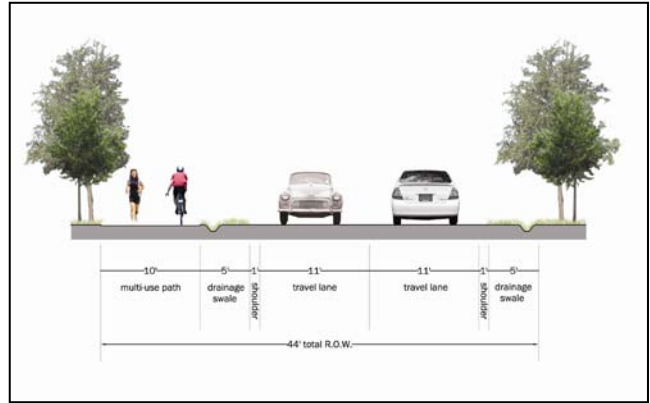 10' 5' 1' 11' 11' 1' 5'
multi-use path drainage swale shoulder travel lane travel lane shoulder drainage swale
44' total R.O.W.